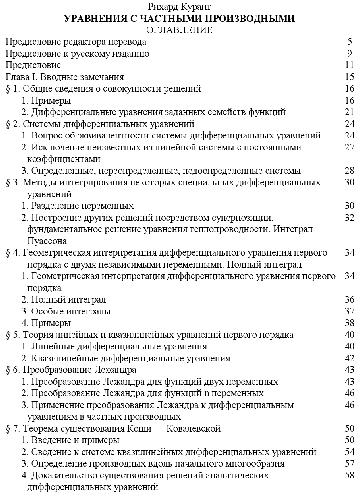 Рихард Курант
УРАВНЕНИЯ С ЧАСТНЫМИ ПРОИЗВОДНЫМИ
ОГЛАВЛЕНИЕ
Предисловие редактора перевода 5
Предисловие к русскому изданию 9
Предисловие 11
Глава I. Вводные замечания 15
§ 1. Общие сведения о совокупности решений 16
1. Примеры 16
2. Дифференциальные уравнения заданных семейств функций 21
§ 2. Системы дифференциальных уравнений 24
1. Вопрос об эквивалентности системы дифференциальных уравнений 24
2. Исключение неизвестных из линейной системы с постоянными 27
коэффициентами
3. Определенные, переопределенные, недоопределенные системы 28
§ 3. Методы интегрирования некоторых специальных дифференциальных 30
уравнений
1. Разделение переменных 30
2. Построение других решений посредством суперпозиции. 32
фундаментальное решение уравнения теплопроводности. Интеграл
Пуассона
§ 4. Геометрическая интерпретация дифференциального уравнения первого 34
порядка с двумя независимыми переменными. Полный интеграл
1. Геометрическая интерпретация дифференциального уравнения первого 34
порядка
2. Полный интеграл 36
3. Особые интегралы 37
4. Примеры 38
§ 5. Теория линейных и квазилинейных уравнений первого порядка 40
1. Линейные дифференциальные уравнения 40
2. Квазилинейные дифференциальные уравнения 42
§ 6. Преобразование Лежандра 43
1. Преобразование Лежандра для функций двух переменных 43
2. Преобразование Лежандра для функций n переменных 46
3. Применение преобразования Лежандра к дифференциальным 46
уравнениям в частных производных
§ 7. Теорема существования Коши — Ковалевской 50
1. Введение и примеры 50
2. Сведение к системе квазилинейных дифференциальных уравнений 54
3. Определение производных вдоль начального многообразия 57
4. Доказательство существования решений аналитических 58
дифференциальных уравнений